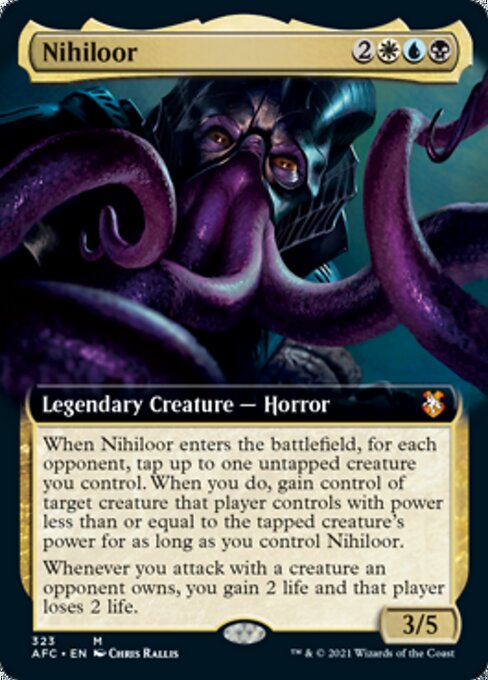 Nihiloor 2
Legendary Creature — Horror
When Nihiloor enters the battlefield, for each
opponent, tap up to one untapped creature
you control. When you do, gain control of
target creature that player controls with power
less than or equal to the tapped creature's
power for as long as you control Nihiloor.
Whenever you attack with a creature an
opponent owns, you gain 2 life and that player
loses 2 life.
3/5
323 M
AFC • EN Chris Rallis ™ & © 2021 Wizards of the Coast